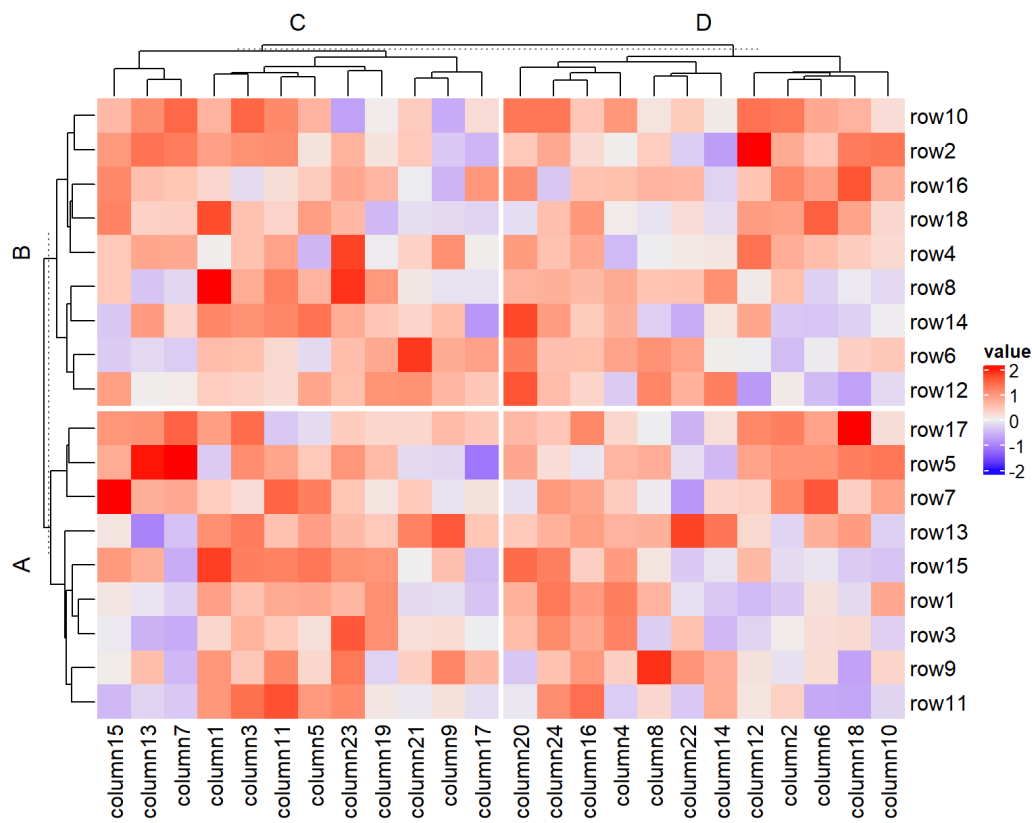 C
D
B
A
row10
row2
row16
row18
row4
row8
row14
row6
row12
row17
row5
row7
row13
row15
row1
row3
row9
row11
value
2
1
0
-1
-2
column15
column13
column7
column1
column3
column11
column5
column23
column19
column21
column9
column17
column20
column24
column16
column4
column8
column22
column14
column12
column2
column6
column18
column10